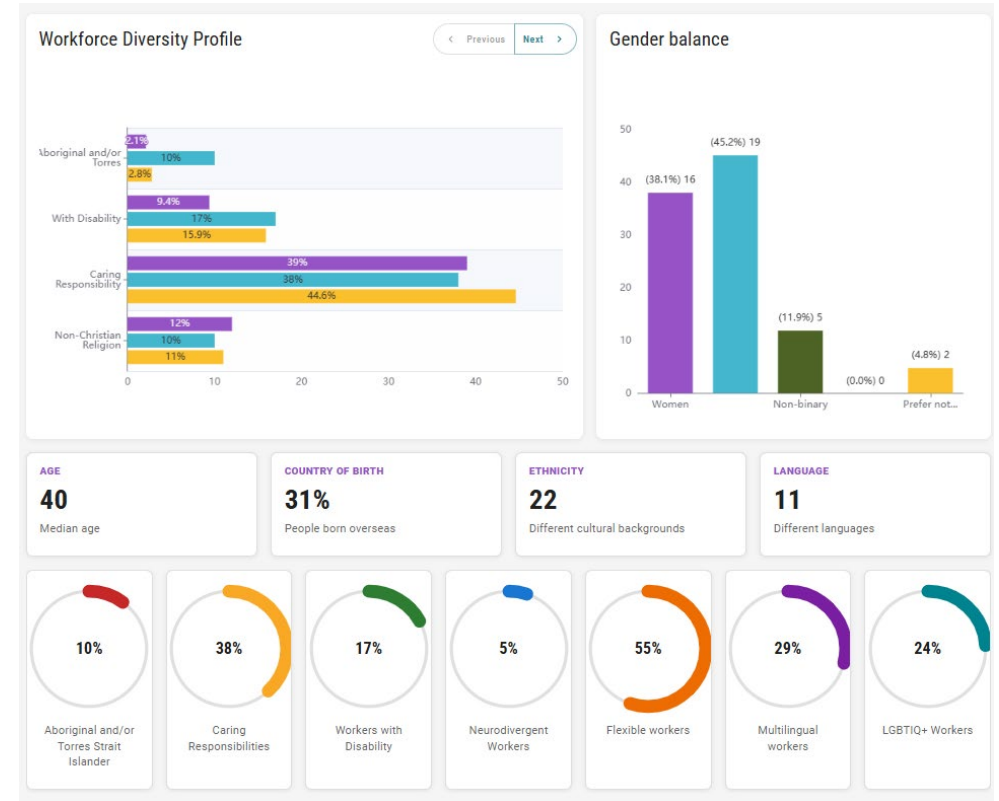 Workforce Diversity Profile
Previous
Next
2.1%
Aboriginal and/or
Torres
10%
2.8%
9.4%
With Disability
17%
15.9%
39%
Caring
Responsibility
38%
44.6%
12%
Non-Christian
Religion
10%
11%
0 10 20 30 40 50
Gender balance
50
40
30
20
10
0
(38.1%) 16
(45.2%) 19
(11.9%) 5
(0.0%) 0
(4.8%) 2
Women
Non-binary
Prefer not...
AGE
40
Median age
COUNTRY OF BIRTH
31%
People born overseas
ETHNICITY
22
Different cultural backgrounds
LANGUAGE
11
Different languages
10%
Aboriginal and/or
Torres Strait
Islander
38%
Caring
Responsibilities
17%
Workers with
Disability
5%
Neurodivergent
Workers
55%
Flexible workers
29%
Multilingual
workers
24%
LGBTIQ+ Workers